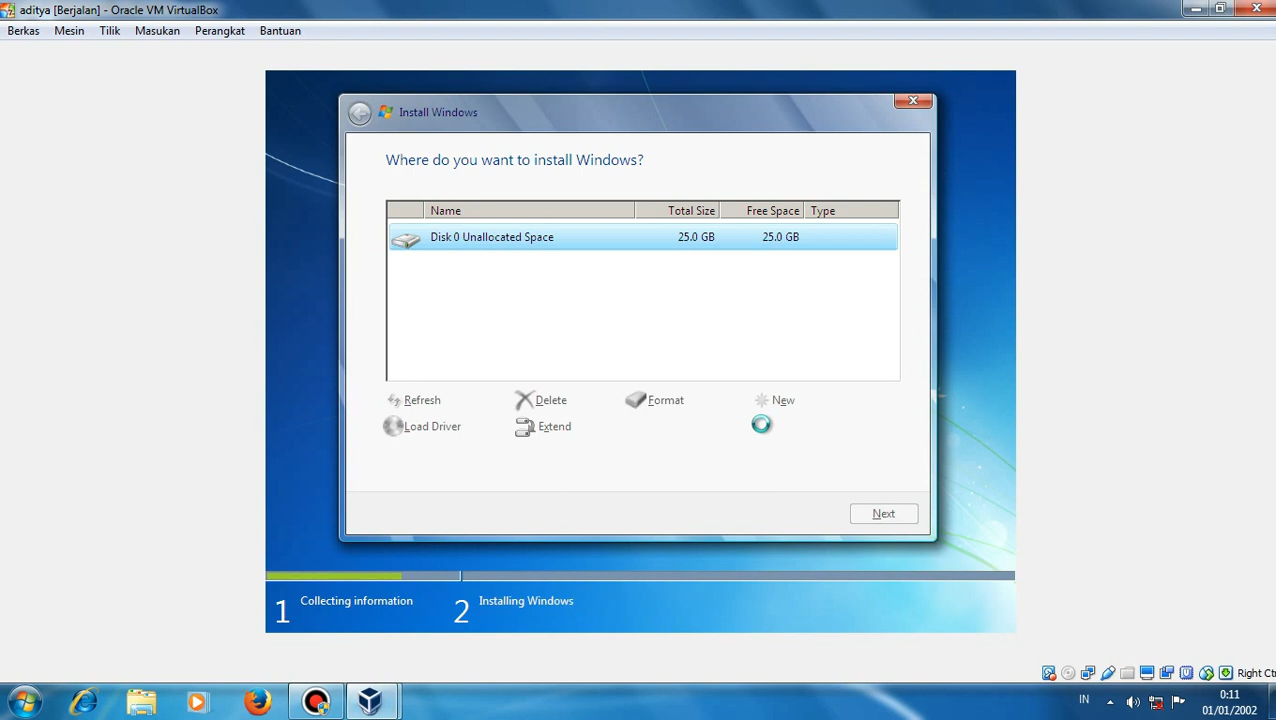 aditya [Berjalan] - Oracle VM VirtualBox
Berkas Mesin Tilik Masukan Perangkat Bantuan
Install Windows
Where do you want to install Windows?
Name Total Size Free Space Type
Disk 0 Unallocated Space 25.0 GB 25.0 GB
Refresh Delete Format New
Load Driver Extend
Next
1 Collecting information 2 Installing Windows
Right Ctr
IN 0:11
01/01/2002